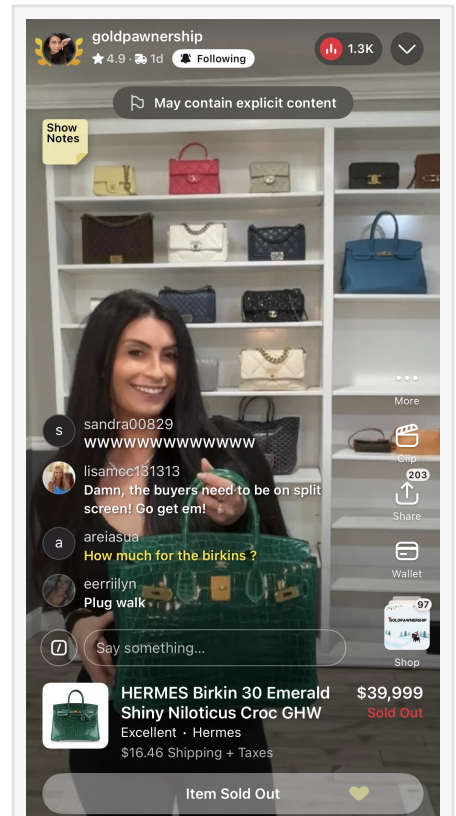 goldpawnership
4.9 · 1d Following
1.3K
May contain explicit content
Show
Notes
More
sandra00829
wwwwwwwwwwwww
Clip
203
lisamcc131313
Damn, the buyers need to be on split
screen! Go get em!
Share
areiasua
How much for the birkins ?
Wallet
eerriilyn
Plug walk
97
GOLDPAWNERSHIP
Say something...
Shop
HERMES Birkin 30 Emerald
Shiny Niloticus Croc GHW
$39,999
Sold Out
Excellent · Hermes
$16.46 Shipping + Taxes
Item Sold Out